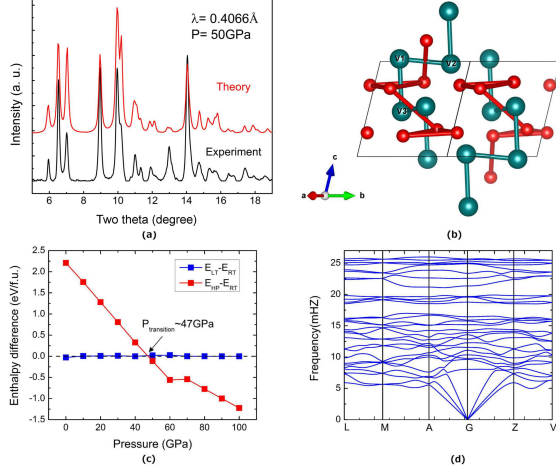 λ= 0.4066Å
P= 50GPa
Theory
Experiment
Intensity (a. u.)
6 8 10 12 14 16 18
Two theta (degree)
(a)
V1
V2
V3
c
a
b
(b)
E_LT-E_RT
E_HP-E_RT
P_transition ~47GPa
Enthalpy difference (eV/f.u.)
2.5
2.0
1.5
1.0
0.5
0.0
-0.5
-1.0
-1.5
0 20 40 60 80 100
Pressure (GPa)
(c)
Frequency(mHZ)
25
20
15
10
5
0
L M A G Z V
(d)